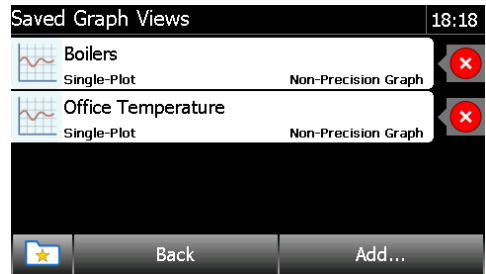 Saved Graph Views 18:18
Boilers
Single-Plot Non-Precision Graph
Office Temperature
Single-Plot Non-Precision Graph
Back Add...